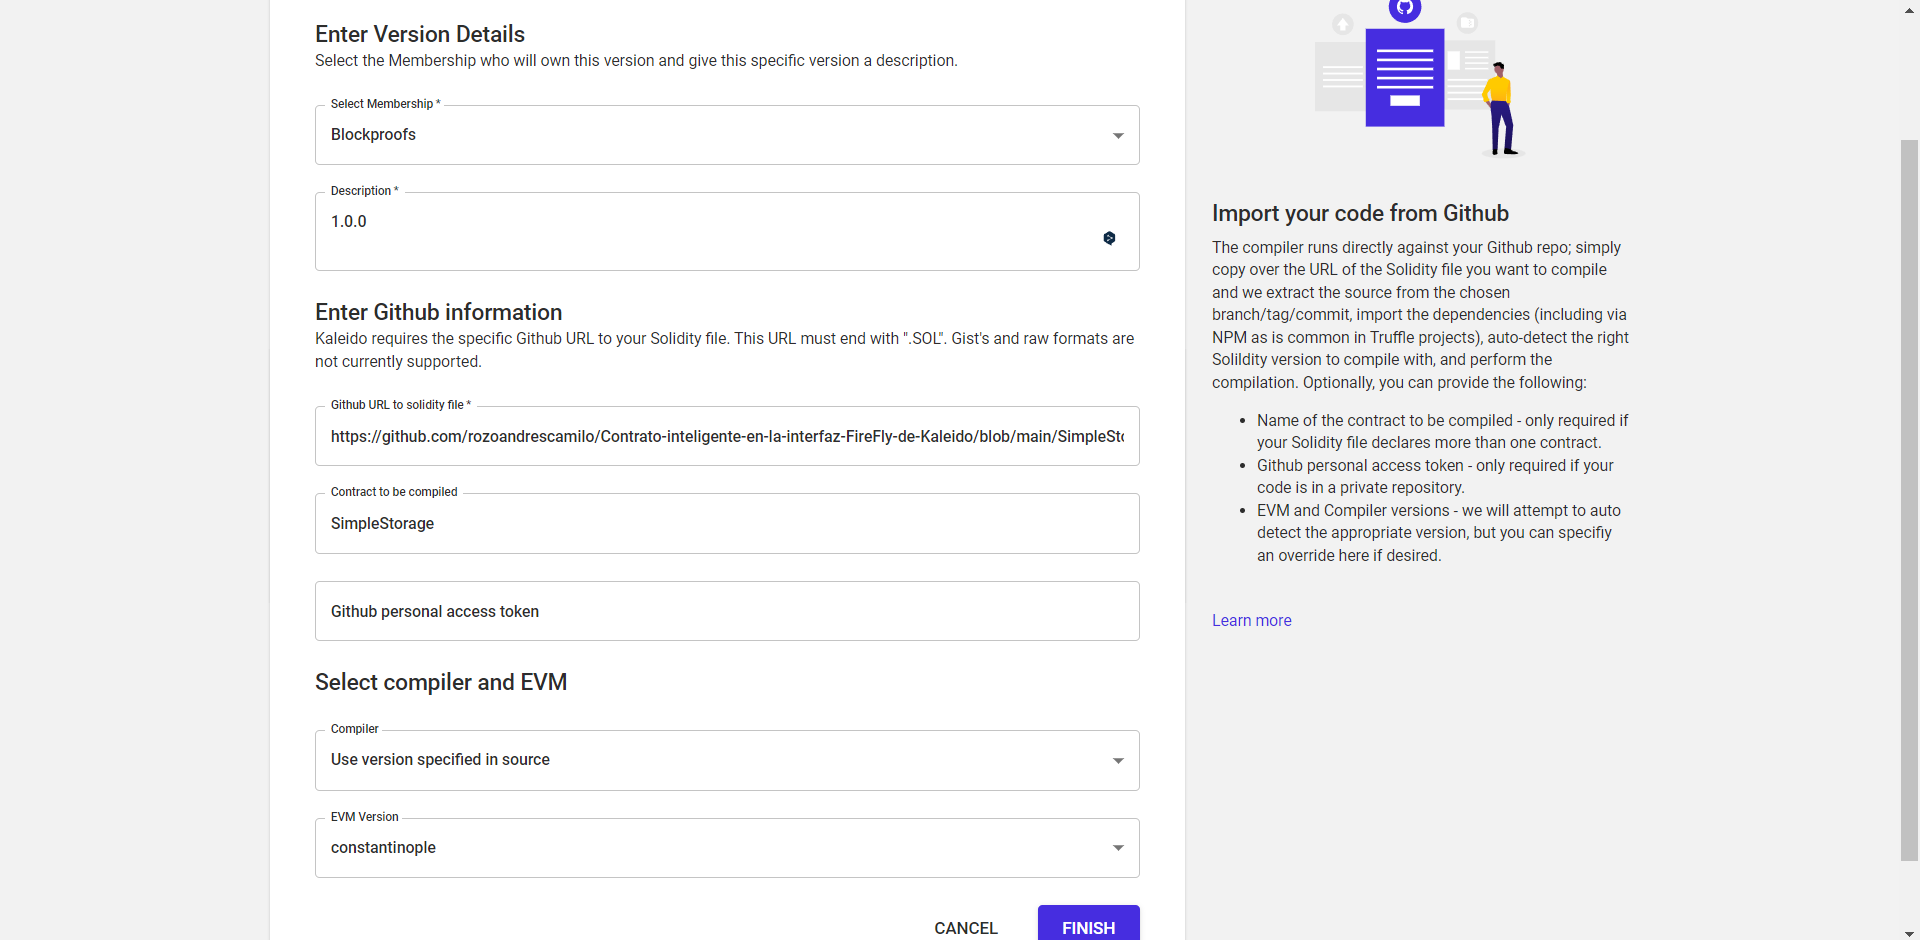 Enter Version Details
Select the Membership who will own this version and give this specific version a description.
Select Membership *
Blockproofs
Description *
1.0.0
Enter Github information
Kaleido requires the specific Github URL to your Solidity file. This URL must end with ".SOL". Gist's and raw formats are
not currently supported.
Github URL to solidity file *
https://github.com/rozoandrescamilo/Contrato-inteligente-en-la-interfaz-FireFly-de-Kaleido/blob/main/SimpleSto
Contract to be compiled
SimpleStorage
Github personal access token
Select compiler and EVM
Compiler
Use version specified in source
EVM Version
constantinople
CANCEL
FINISH
Import your code from Github
The compiler runs directly against your Github repo; simply
copy over the URL of the Solidity file you want to compile
and we extract the source from the chosen
branch/tag/commit, import the dependencies (including via
NPM as is common in Truffle projects), auto-detect the right
Solildity version to compile with, and perform the
compilation. Optionally, you can provide the following:
• Name of the contract to be compiled - only required if
your Solidity file declares more than one contract.
• Github personal access token - only required if your
code is in a private repository.
• EVM and Compiler versions - we will attempt to auto
detect the appropriate version, but you can specifiy
an override here if desired.
Learn more